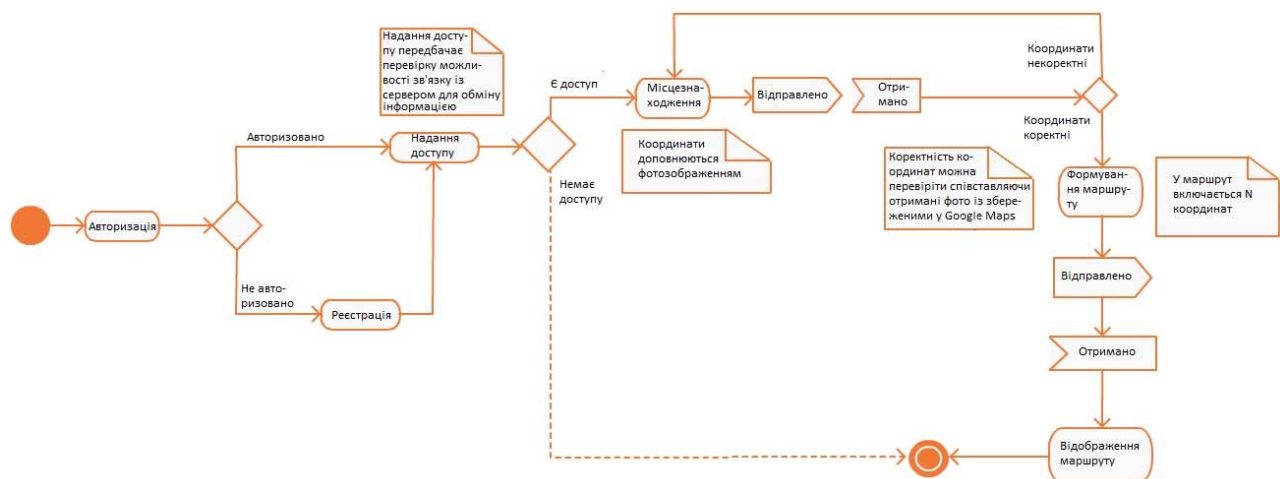 Надання досту-
пу передбачає
перевірку можли-
вості зв'язку із
сервером для обміну
інформацією
Координати
некоректні
Є доступ
Місцезна-
ходження
Відправлено
Отри-
мано
Координати
коректні
Авторизовано
Надання
доступу
Координати
доповнюються
фотозображенням
Коректність ко-
ординат можна
перевіріти співставляючи
отримані фото із збере-
женими у Google Maps
Формуван-
ня маршру-
ту
У маршрут
включається N
координат
Немає
доступу
Авторизація
Не авто-
ризовано
Реєстрація
Відправлено
Отримано
Відображення
маршруту